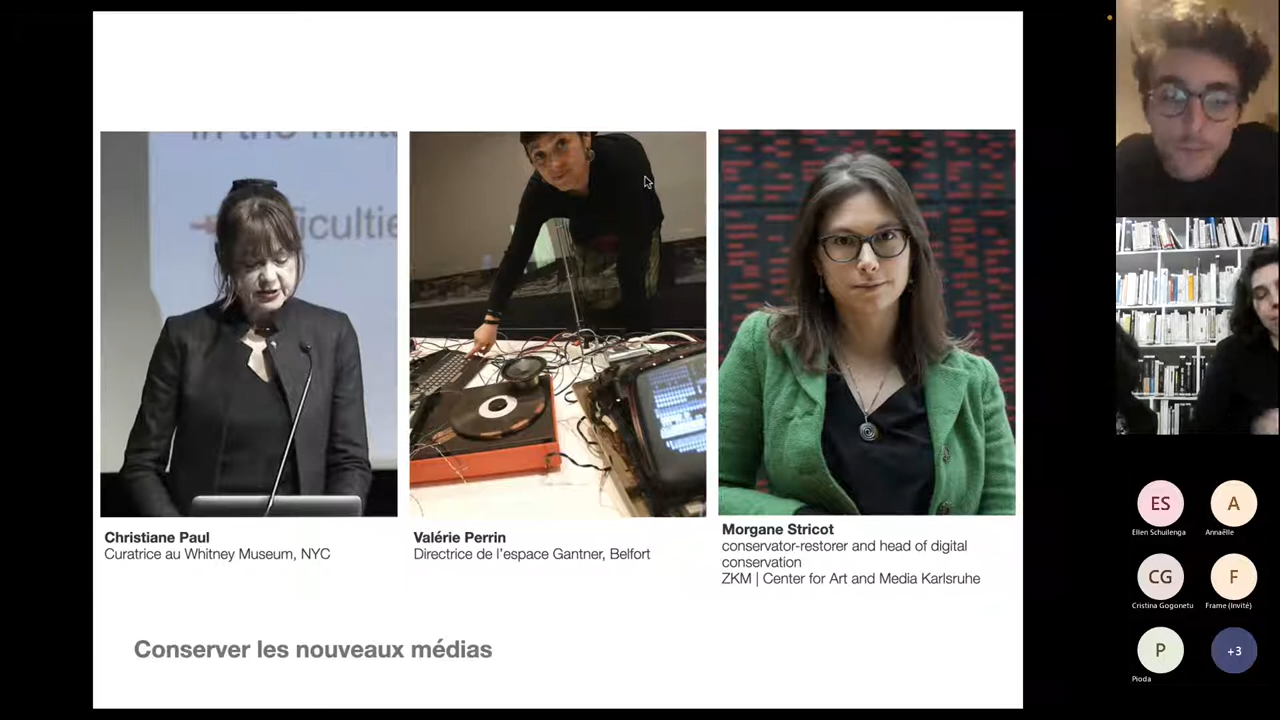 Christiane Paul
Curatrice au Whitney Museum, NYC
Valérie Perrin
Directrice de l'espace Gantner, Belfort
Morgane Stricot
conservator-restorer and head of digital
conservation
ZKM | Center for Art and Media Karlsruhe
Conserver les nouveaux médias
ES
A
Ellen Schuilenga
Annaëlle
CG
F
Cristina Gogonetu
Frame (Invité)
P
+3
Pioda